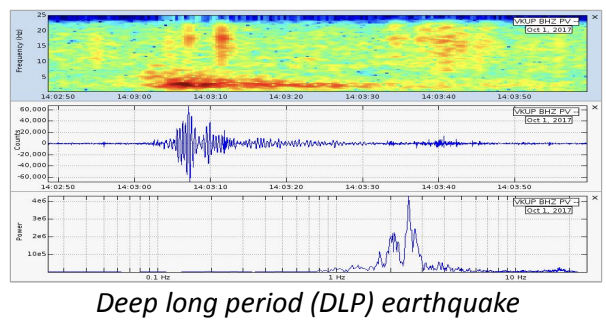 25
20
15
10
5
Frequency (Hz)
VKUP BHZ PV --
Oct 1, 2017
14:02:50 14:03:00 14:03:10 14:03:20 14:03:30 14:03:40 14:03:50
60,000
40,000
20,000
0
-20,000
-40,000
-60,000
Counts
VKUP BHZ PV --
Oct 1, 2017
14:02:50 14:03:00 14:03:10 14:03:20 14:03:30 14:03:40 14:03:50
4e6
2e6
10e5
Power
VKUP BHZ PV --
Oct 1, 2017
0.1 Hz 1 Hz 10 Hz
Deep long period (DLP) earthquake